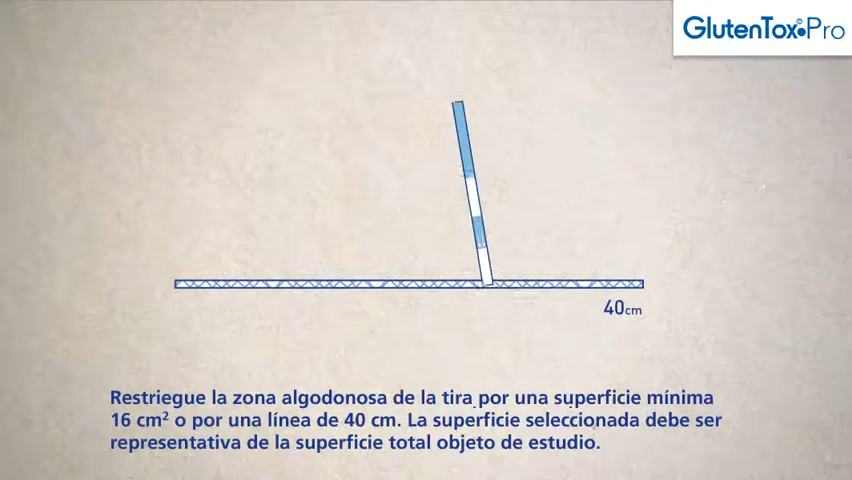 GlutenTox Pro
40cm
Restriegue la zona algodonosa de la tira por una superficie mínima
16 cm² o por una línea de 40 cm. La superficie seleccionada debe ser
representativa de la superficie total objeto de estudio.